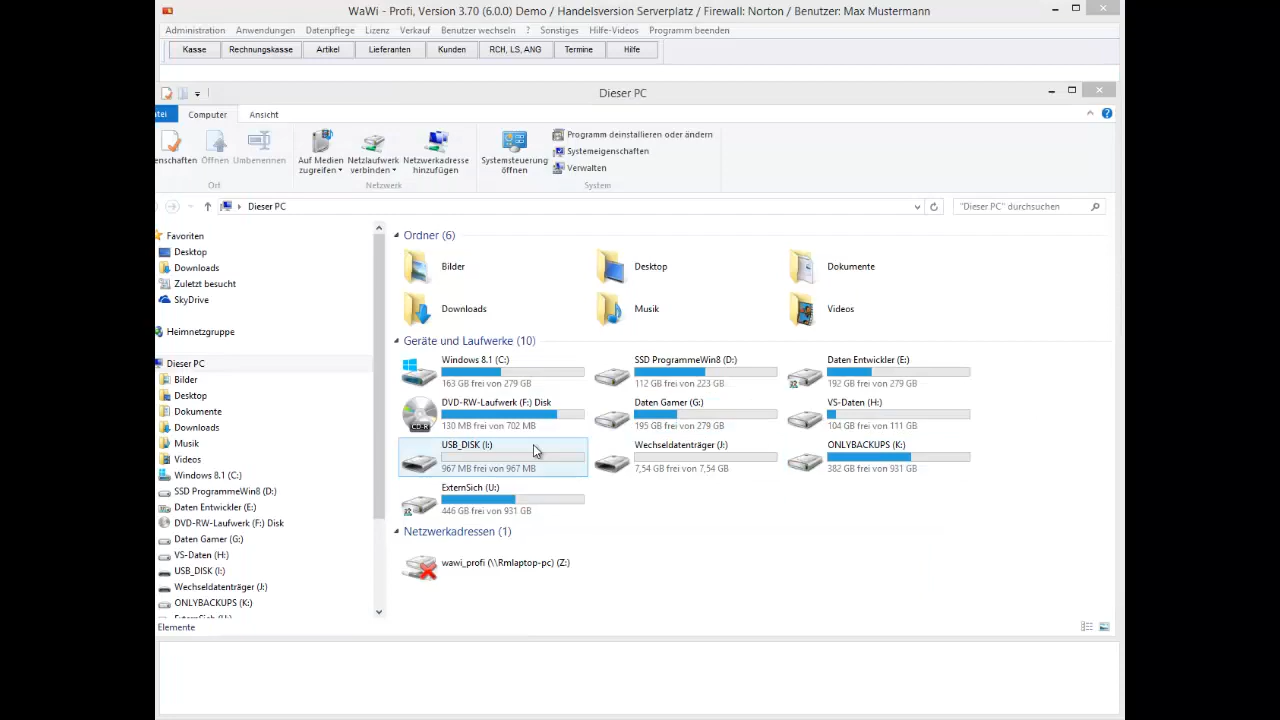 WaWi - Profi, Version 3.70 (6.0.0) Demo / Handelsversion Serverplatz / Firewall: Norton / Benutzer: Max Mustermann
Administration Anwendungen Datenpflege Lizenz Verkauf Benutzer wechseln ? Sonstiges Hilfe-Videos Programm beenden
Kasse Rechnungskasse Artikel Lieferanten Kunden RCH, LS, ANG Termine Hilfe
Dieser PC
tei Computer Ansicht
enschaften Öffnen Umbenennen
Ort
Auf Medien zugreifen
Netzlaufwerk verbinden
Netzwerkadresse hinzufügen
Netzwerk
Systemsteuerung öffnen
Programm deinstallieren oder ändern
Systemeigenschaften
Verwalten
System
Dieser PC
"Dieser PC" durchsuchen
Favoriten
Desktop
Downloads
Zuletzt besucht
SkyDrive
Heimnetzgruppe
Dieser PC
Bilder
Desktop
Dokumente
Downloads
Musik
Videos
Windows 8.1 (C:)
SSD ProgrammeWin8 (D:)
Daten Entwickler (E:)
DVD-RW-Laufwerk (F:) Disk
Daten Gamer (G:)
VS-Daten (H:)
USB_DISK (I:)
Wechseldatenträger (J:)
ONLYBACKUPS (K:)
ExternSich (U:)
Elemente
Ordner (6)
Bilder
Desktop
Dokumente
Downloads
Musik
Videos
Geräte und Laufwerke (10)
Windows 8.1 (C:)
163 GB frei von 279 GB
SSD ProgrammeWin8 (D:)
112 GB frei von 223 GB
Daten Entwickler (E:)
192 GB frei von 279 GB
DVD-RW-Laufwerk (F:) Disk
130 MB frei von 702 MB
CD-R
Daten Gamer (G:)
195 GB frei von 279 GB
VS-Daten (H:)
104 GB frei von 111 GB
USB_DISK (I:)
967 MB frei von 967 MB
Wechseldatenträger (J:)
7,54 GB frei von 7,54 GB
ONLYBACKUPS (K:)
382 GB frei von 931 GB
ExternSich (U:)
446 GB frei von 931 GB
Netzwerkadressen (1)
wawi_profi (\\Rmlaptop-pc) (Z:)